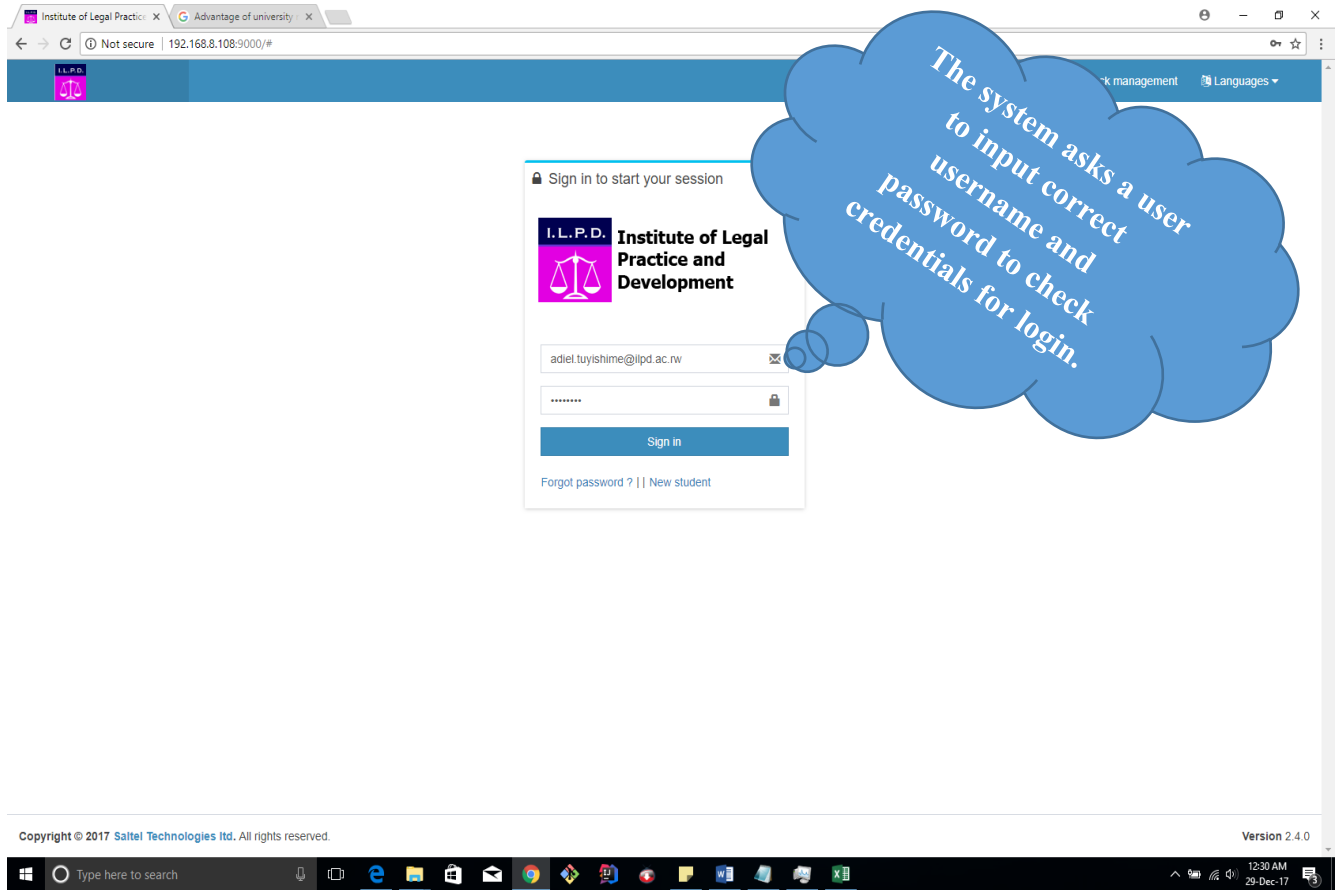 Institute of Legal Practice
Advantage of university
Not secure | 192.168.8.108:9000/#
I.L.P.D.
management
Languages
Sign in to start your session
I.L.P.D.
Institute of Legal
Practice and
Development
adiel.tuyishime@ilpd.ac.rw
••••••••
Sign in
Forgot password ? | | New student
The system asks a user
to input correct
username and
password to check
credentials for login.
Copyright © 2017 Saltel Technologies ltd. All rights reserved.
Version 2.4.0
Type here to search
12:30 AM
29-Dec-17
3